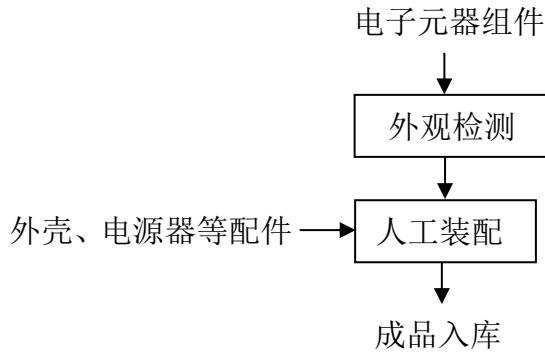 电子元器组件
外观检测
外壳、电源器等配件
人工装配
成品入库